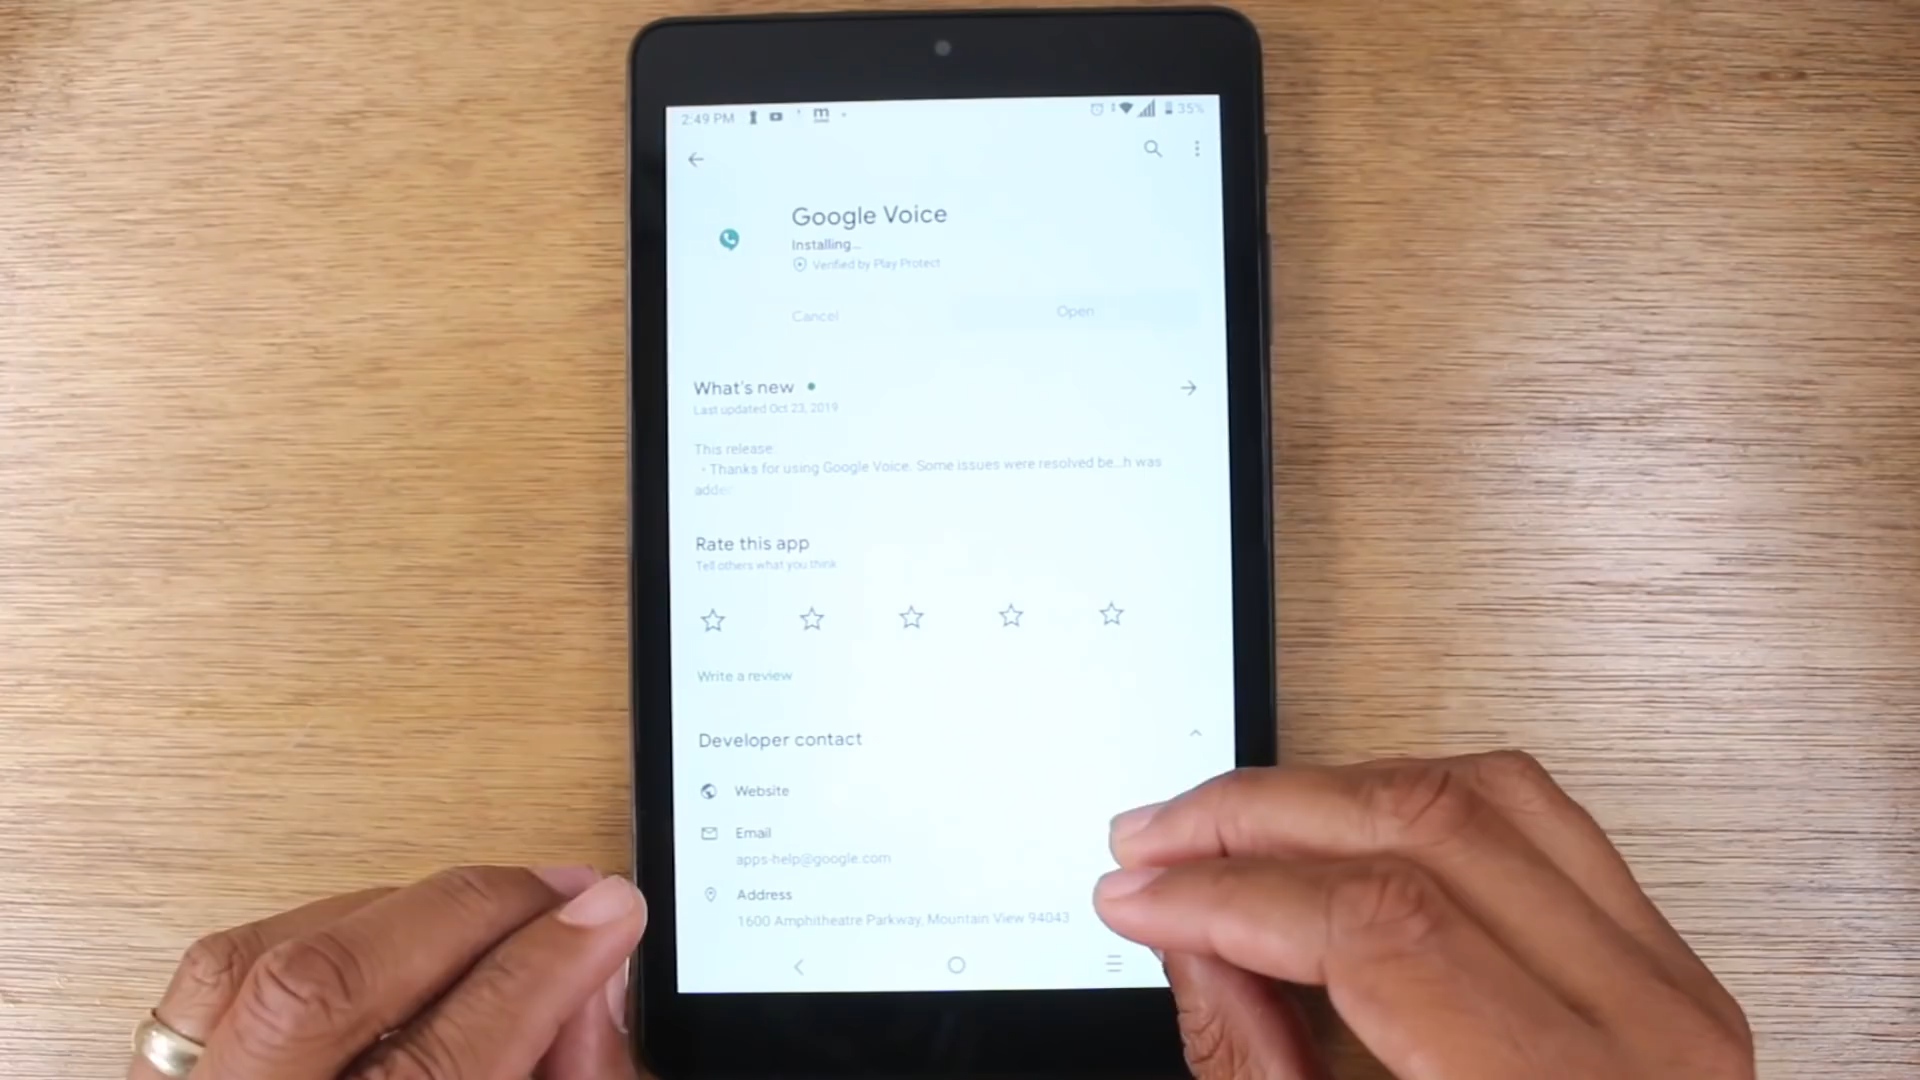 2:49 PM
35%
Google Voice
Installing...
Verified by Play Protect
Cancel
Open
What's new
Last updated Oct 23, 2019
This release:
• Thanks for using Google Voice. Some issues were resolved be...h was
added
Rate this app
Tell others what you think
Write a review
Developer contact
Website
Email
apps-help@google.com
Address
1600 Amphitheatre Parkway, Mountain View 94043